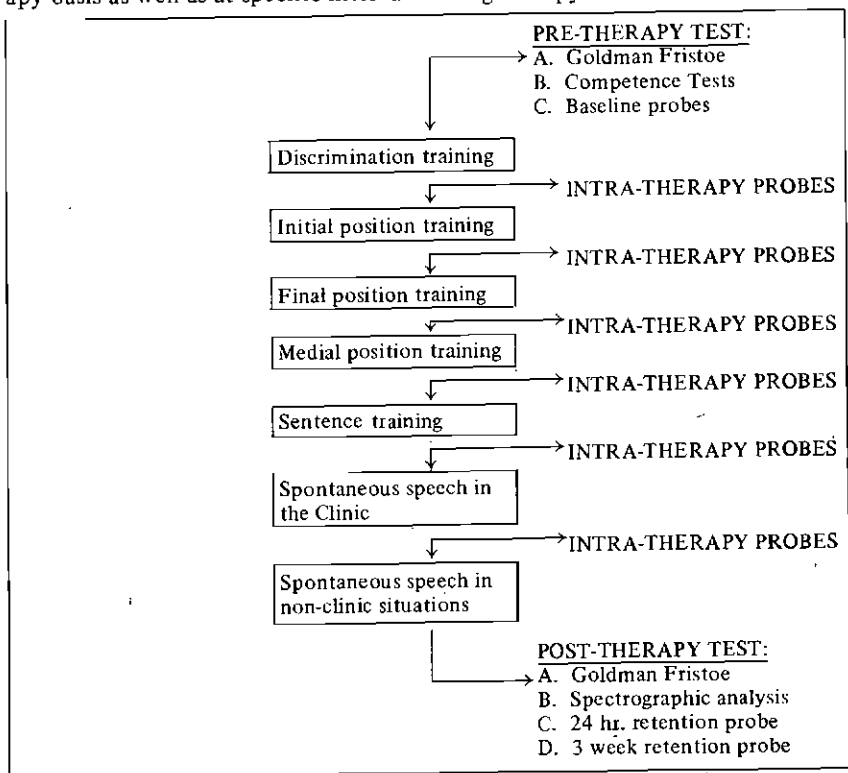 PRE-THERAPY TEST:
A. Goldman Fristoe
B. Competence Tests
C. Baseline probes
Discrimination training
INTRA-THERAPY PROBES
Initial position training
INTRA-THERAPY PROBES
Final position training
INTRA-THERAPY PROBES
Medial position training
INTRA-THERAPY PROBES
Sentence training
INTRA-THERAPY PROBES
Spontaneous speech in
the Clinic
INTRA-THERAPY PROBES
Spontaneous speech in
non-clinic situations
POST-THERAPY TEST:
A. Goldman Fristoe
B. Spectrographic analysis
C. 24 hr. retention probe
D. 3 week retention probe